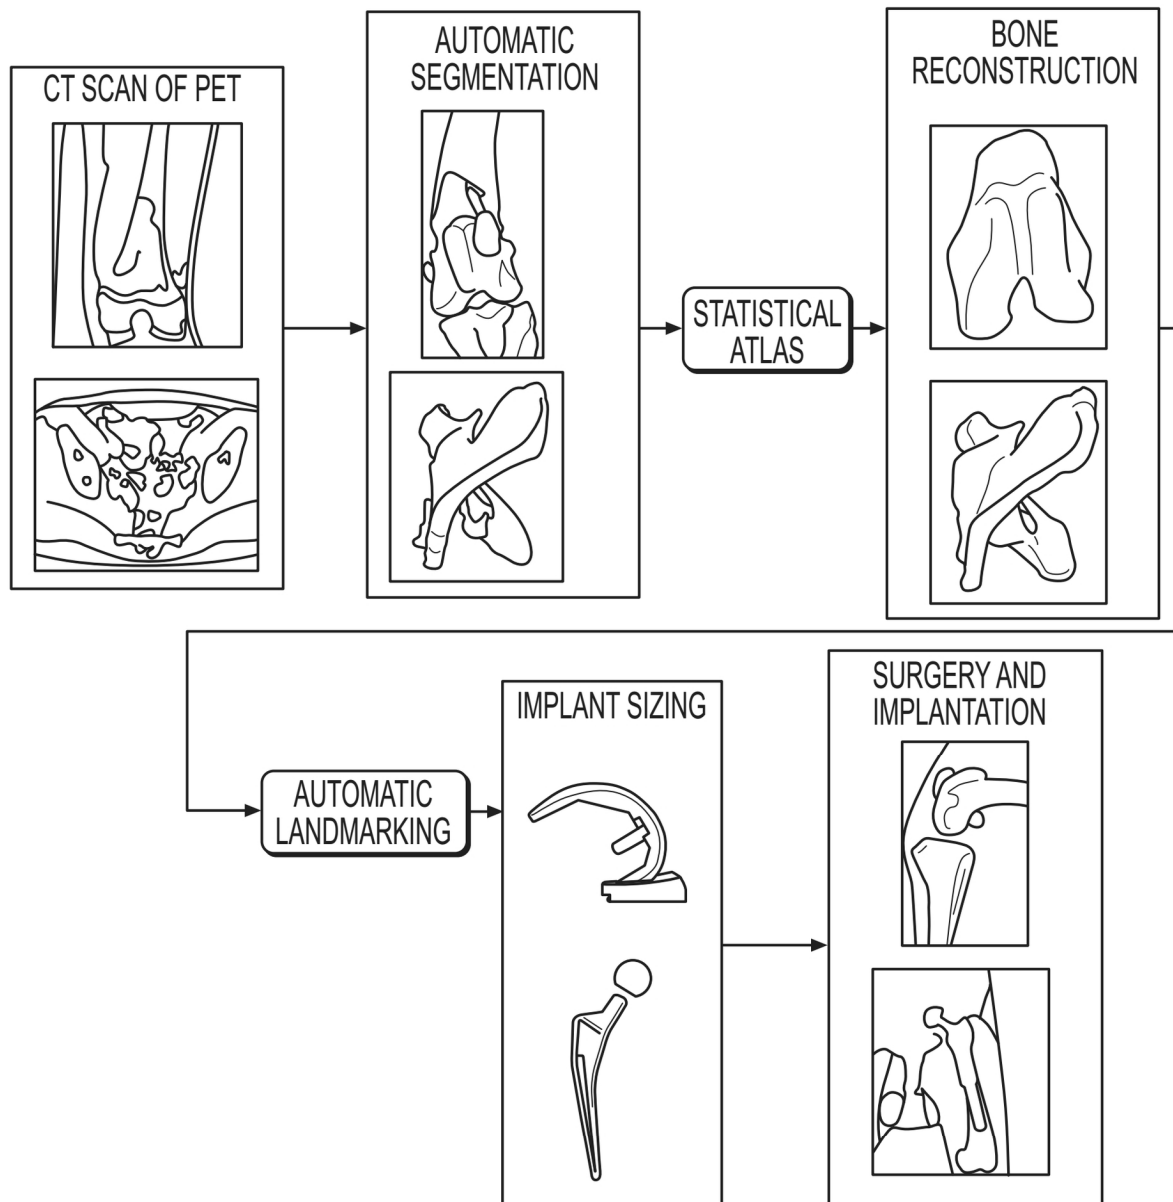 CT SCAN OF PET
AUTOMATIC
SEGMENTATION
STATISTICAL
ATLAS
BONE
RECONSTRUCTION
AUTOMATIC
LANDMARKING
IMPLANT SIZING
SURGERY AND
IMPLANTATION